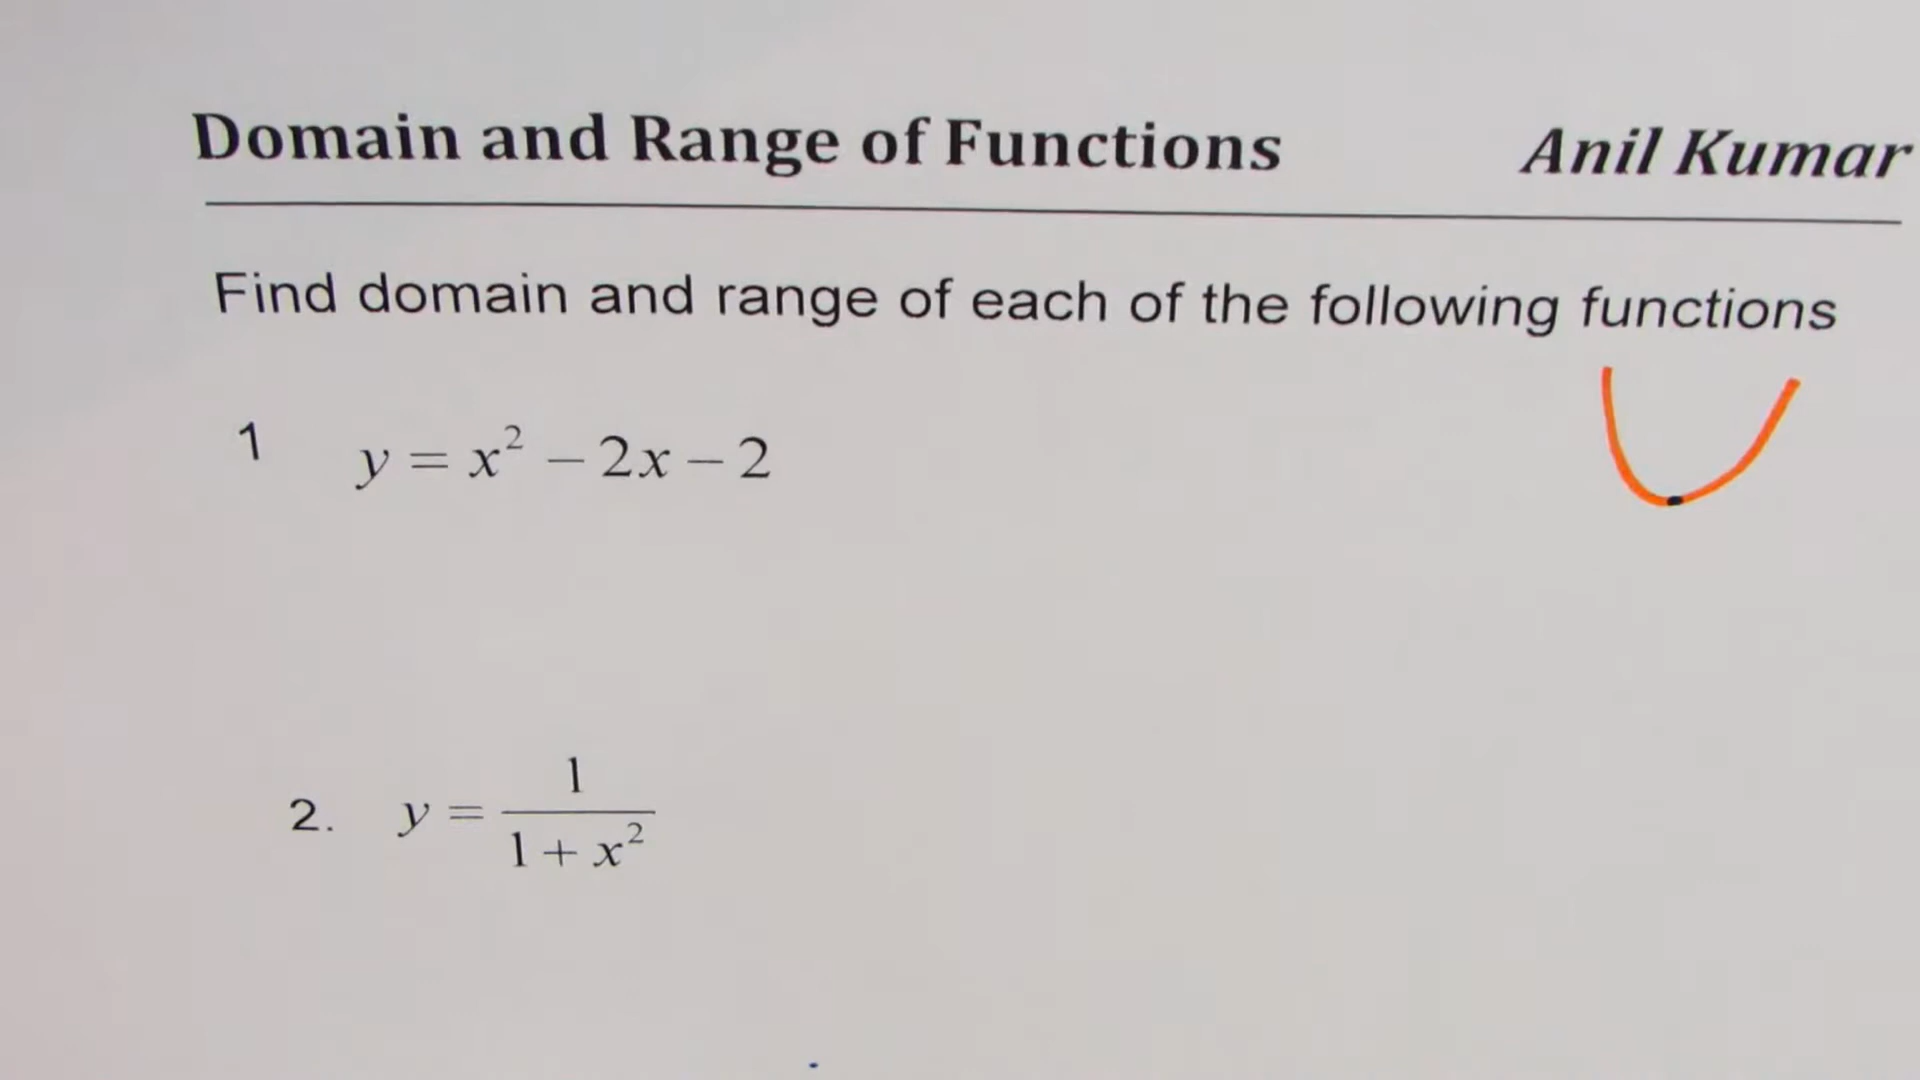 Domain and Range of Functions Anil Kumar
Find domain and range of each of the following functions
1 y = x² − 2x − 2
2. y = 1 / (1 + x²)